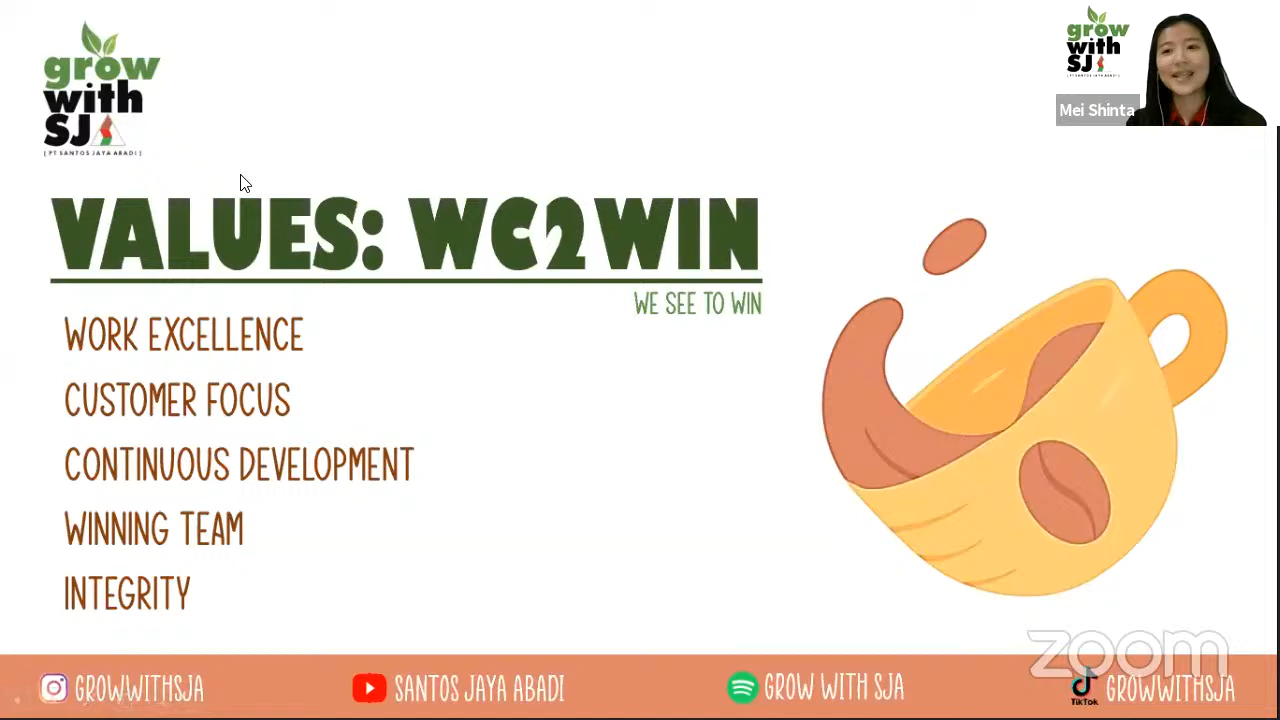 grow
with
SJA
[ PT SANTOS JAYA ABADI ]
grow
with
SJ
Mei Shinta
VALUES: WC2WIN
WE SEE TO WIN
WORK EXCELLENCE
CUSTOMER FOCUS
CONTINUOUS DEVELOPMENT
WINNING TEAM
INTEGRITY
zoom
GROWWITHSJA
SANTOS JAYA ABADI
GROW WITH SJA
TikTok
GROWWITHSJA